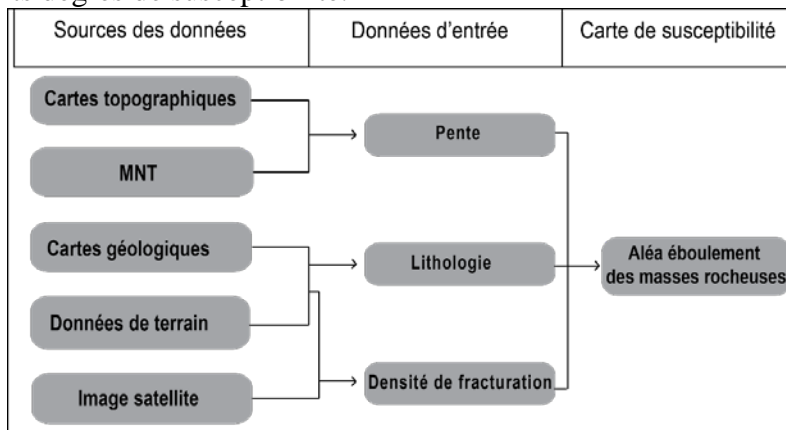 Sources des données
Données d'entrée
Carte de susceptibilité
Cartes topographiques
MNT
Cartes géologiques
Données de terrain
Image satellite
Pente
Lithologie
Densité de fracturation
Aléa éboulement
des masses rocheuses